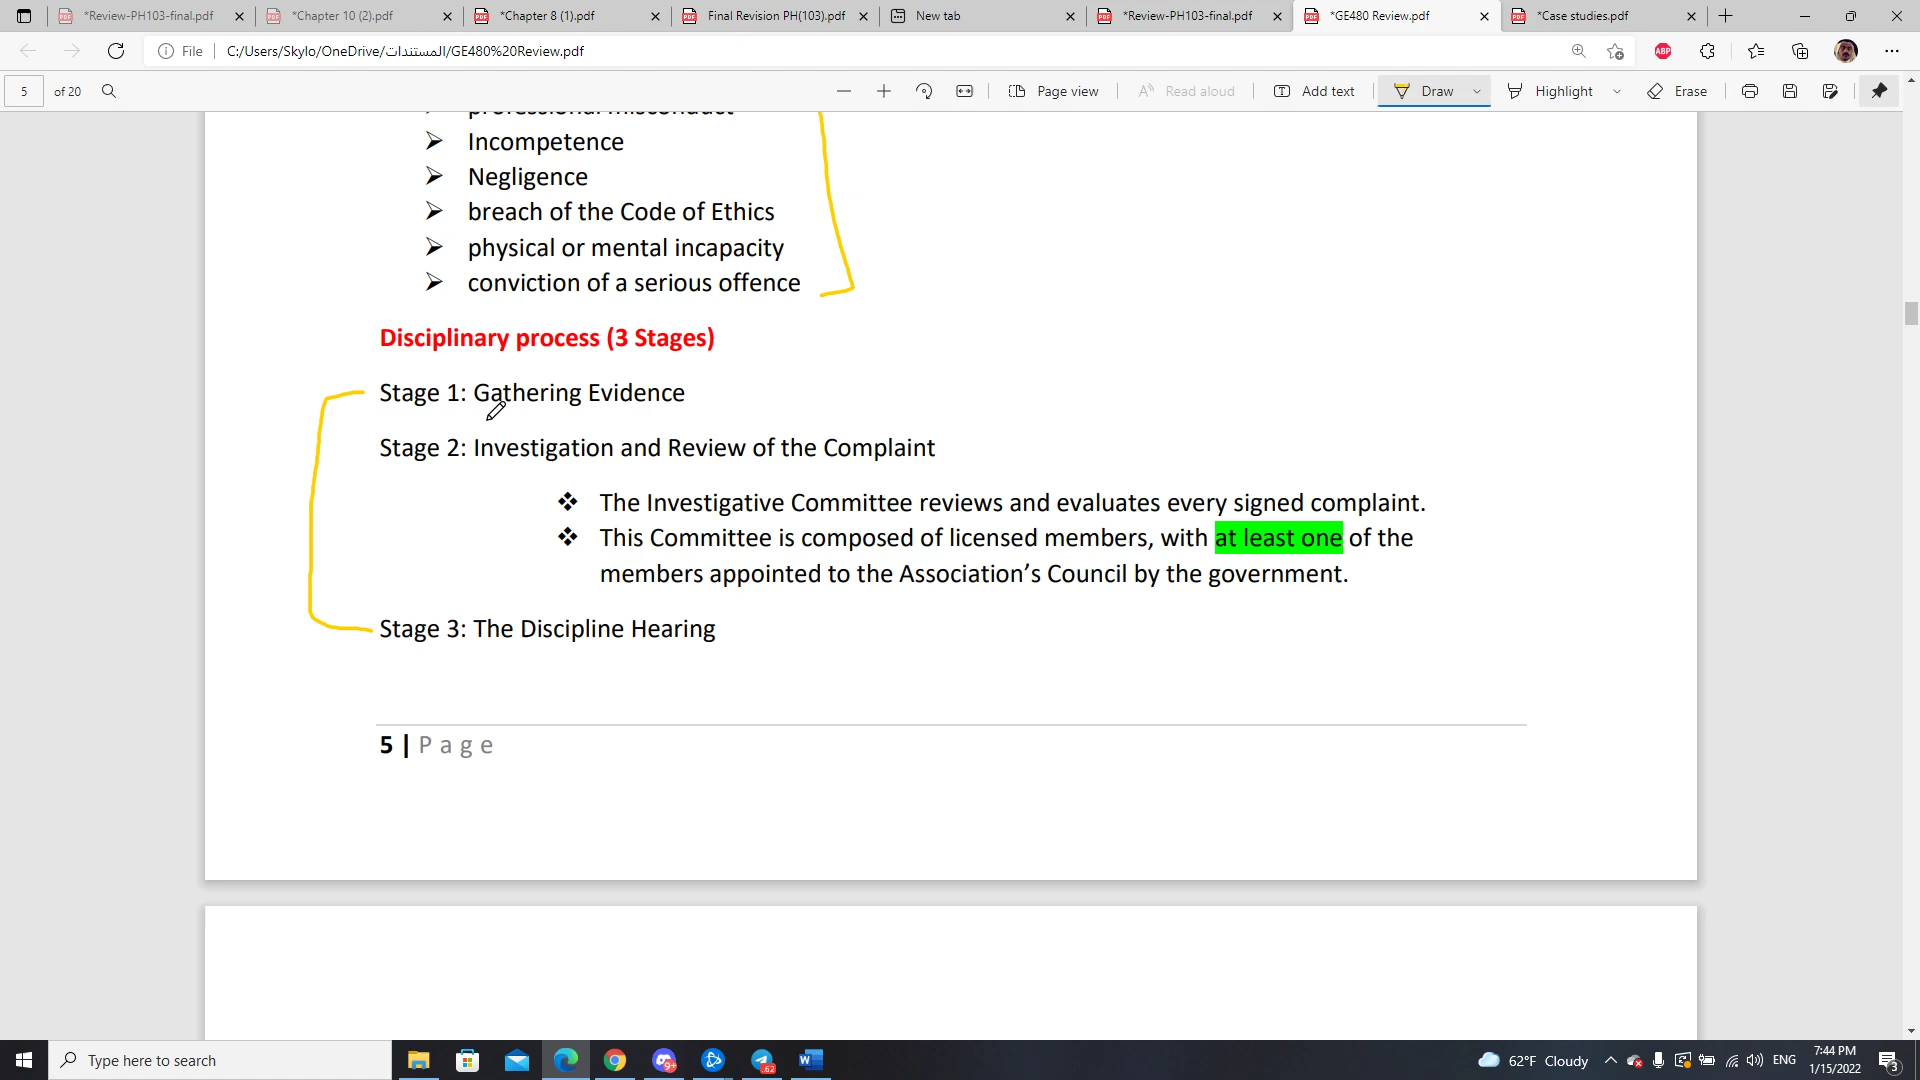 *Review-PH103-final.pdf
*Chapter 10 (2).pdf
*Chapter 8 (1).pdf
Final Revision PH(103).pdf
New tab
*Review-PH103-final.pdf
*GE480 Review.pdf
*Case studies.pdf
File
C:/Users/Skylo/OneDrive/المستندات/GE480%20Review.pdf
ABP
5 of 20
Page view
Read aloud
Add text
Draw
Highlight
Erase
professional misconduct
Incompetence
Negligence
breach of the Code of Ethics
physical or mental incapacity
conviction of a serious offence
Disciplinary process (3 Stages)
Stage 1: Gathering Evidence
Stage 2: Investigation and Review of the Complaint
The Investigative Committee reviews and evaluates every signed complaint.
This Committee is composed of licensed members, with at least one of the
members appointed to the Association’s Council by the government.
Stage 3: The Discipline Hearing
5 | Page
Type here to search
62°F Cloudy
ENG
7:44 PM
1/15/2022
3